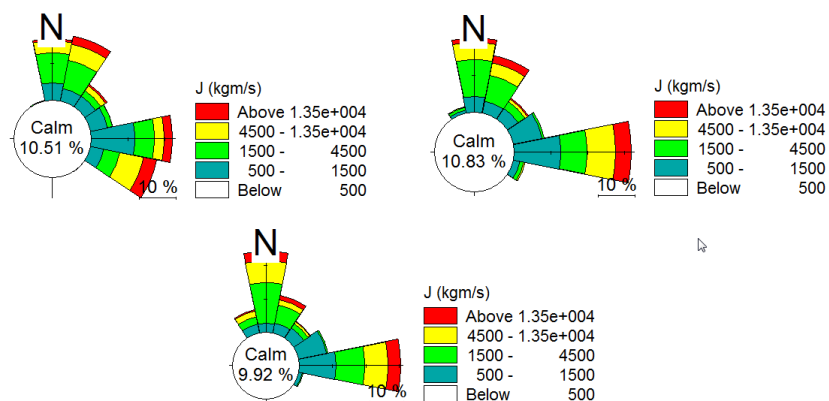 N
Calm
10.51 %
10 %
J (kgm/s)
Above 1.35e+004
4500 - 1.35e+004
1500 - 4500
500 - 1500
Below 500
N
Calm
10.83 %
10 %
J (kgm/s)
Above 1.35e+004
4500 - 1.35e+004
1500 - 4500
500 - 1500
Below 500
N
Calm
9.92 %
10 %
J (kgm/s)
Above 1.35e+004
4500 - 1.35e+004
1500 - 4500
500 - 1500
Below 500